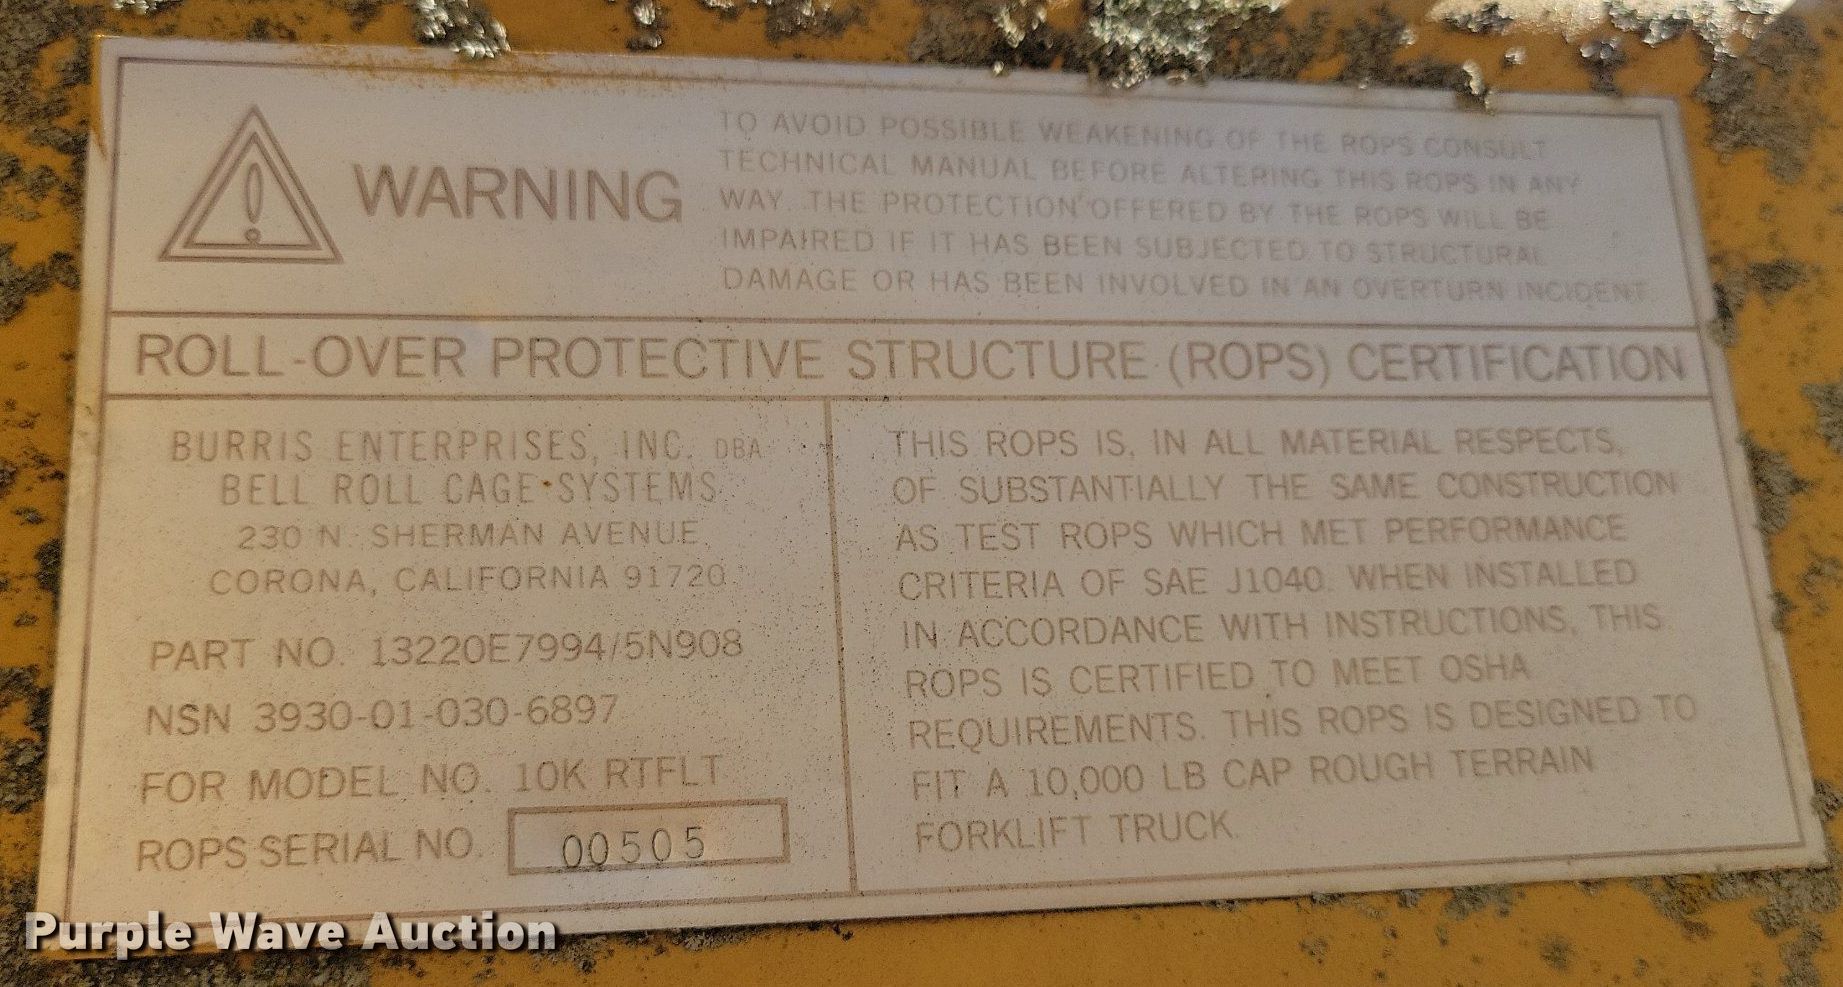 WARNING
TO AVOID POSSIBLE WEAKENING OF THE ROPS CONSULT
TECHNICAL MANUAL BEFORE ALTERING THIS ROPS IN ANY
WAY. THE PROTECTION OFFERED BY THE ROPS WILL BE
IMPAIRED IF IT HAS BEEN SUBJECTED TO STRUCTURAL
DAMAGE OR HAS BEEN INVOLVED IN AN OVERTURN INCIDENT
ROLL-OVER PROTECTIVE STRUCTURE (ROPS) CERTIFICATION
BURRIS ENTERPRISES, INC. DBA
BELL ROLL CAGE SYSTEMS
230 N. SHERMAN AVENUE
CORONA, CALIFORNIA 91720
PART NO. 13220E7994/5N908
NSN 3930-01-030-6897
FOR MODEL NO. 10K RTFLT
ROPS SERIAL NO. 00505
THIS ROPS IS, IN ALL MATERIAL RESPECTS,
OF SUBSTANTIALLY THE SAME CONSTRUCTION
AS TEST ROPS WHICH MET PERFORMANCE
CRITERIA OF SAE J1040. WHEN INSTALLED
IN ACCORDANCE WITH INSTRUCTIONS, THIS
ROPS IS CERTIFIED TO MEET OSHA
REQUIREMENTS. THIS ROPS IS DESIGNED TO
FIT A 10,000 LB CAP ROUGH TERRAIN
FORKLIFT TRUCK
Purple Wave Auction